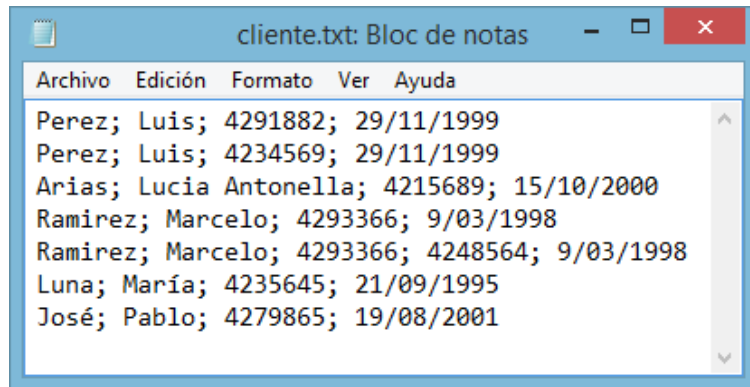 cliente.txt: Bloc de notas
Archivo Edición Formato Ver Ayuda
Perez; Luis; 4291882; 29/11/1999
Perez; Luis; 4234569; 29/11/1999
Arias; Lucia Antonella; 4215689; 15/10/2000
Ramirez; Marcelo; 4293366; 9/03/1998
Ramirez; Marcelo; 4293366; 4248564; 9/03/1998
Luna; María; 4235645; 21/09/1995
José; Pablo; 4279865; 19/08/2001